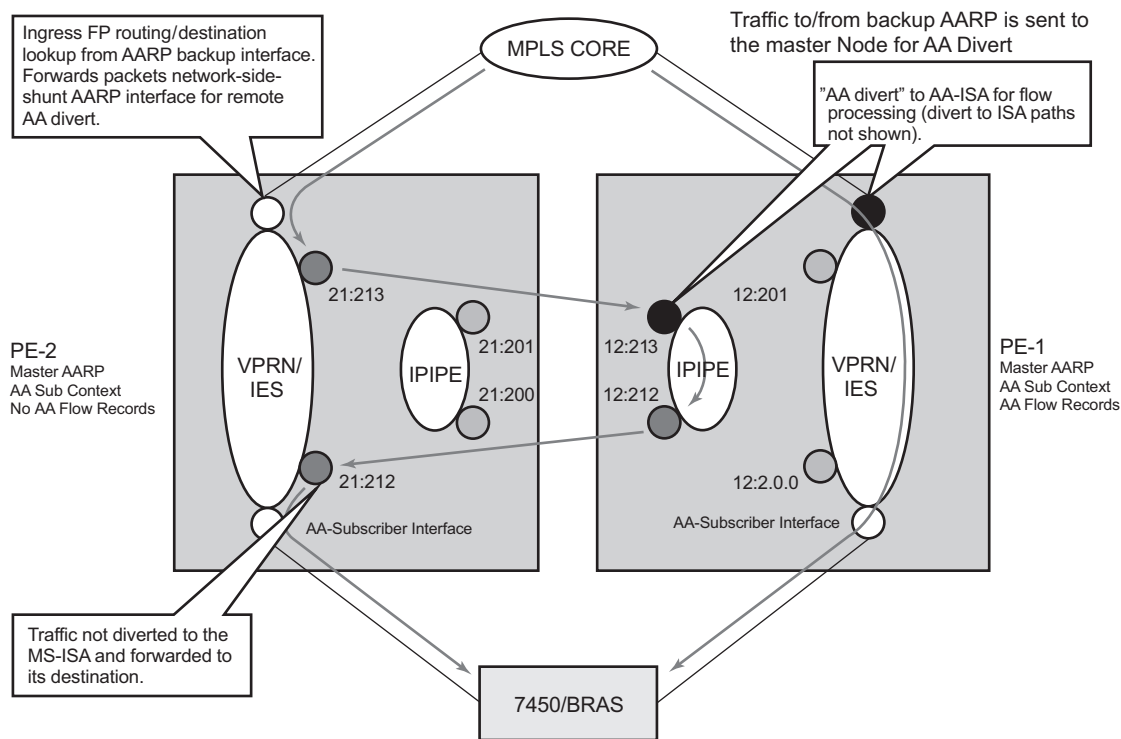 Ingress FP routing/destination
lookup from AARP backup interface.
Forwards packets network-side-
shunt AARP interface for remote
AA divert.
MPLS CORE
Traffic to/from backup AARP is sent to
the master Node for AA Divert
"AA divert" to AA-ISA for flow
processing (divert to ISA paths
not shown).
21:213
12:201
PE-2
Master AARP
AA Sub Context
No AA Flow Records
VPRN/
IES
IPIPE
21:201
21:200
12:213
12:212
IPIPE
VPRN/
IES
PE-1
Master AARP
AA Sub Context
AA Flow Records
21:212
12:2.0.0
AA-Subscriber Interface
AA-Subscriber Interface
Traffic not diverted to the
MS-ISA and forwarded to
its destination.
7450/BRAS